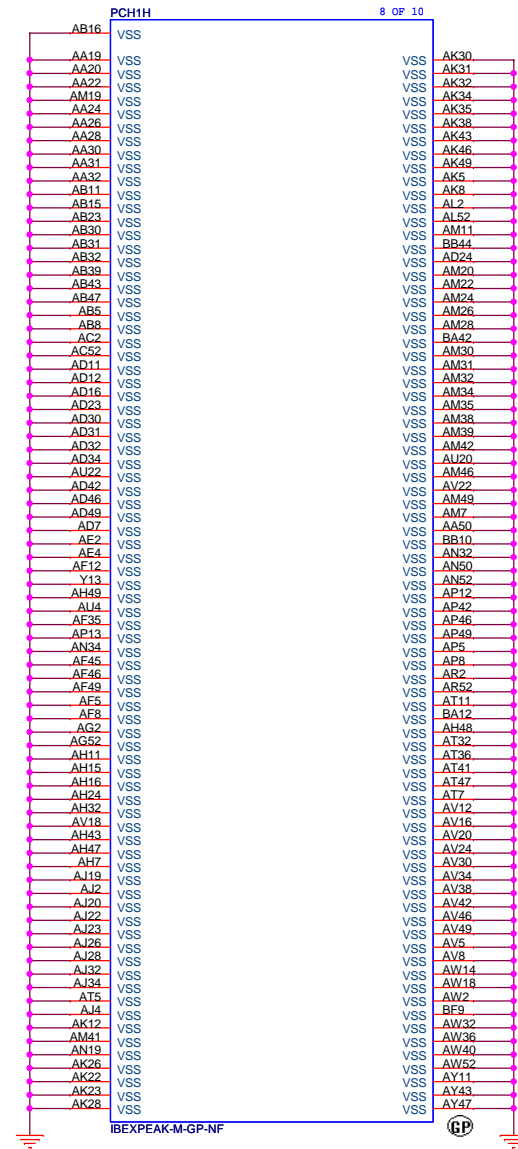 PCH1H 8 OF 10
AB16 VSS
AA19 VSS VSS AK30
AA20 VSS VSS AK31
AA22 VSS VSS AK32
AM19 VSS VSS AK34
AA24 VSS VSS AK35
AA26 VSS VSS AK38
AA28 VSS VSS AK43
AA30 VSS VSS AK46
AA31 VSS VSS AK49
AA32 VSS VSS AK5
AB11 VSS VSS AK8
AB15 VSS VSS AL2
AB23 VSS VSS AL52
AB30 VSS VSS AM11
AB31 VSS VSS BB44
AB32 VSS VSS AD24
AB39 VSS VSS AM20
AB43 VSS VSS AM22
AB47 VSS VSS AM24
AB5 VSS VSS AM26
AB8 VSS VSS AM28
AC2 VSS VSS BA42
AC52 VSS VSS AM30
AD11 VSS VSS AM31
AD12 VSS VSS AM32
AD16 VSS VSS AM34
AD23 VSS VSS AM35
AD30 VSS VSS AM38
AD31 VSS VSS AM39
AD32 VSS VSS AM42
AD34 VSS VSS AU20
AU22 VSS VSS AM46
AD42 VSS VSS AV22
AD46 VSS VSS AM49
AD49 VSS VSS AM7
AD7 VSS VSS AA50
AE2 VSS VSS BB10
AE4 VSS VSS AN32
AF12 VSS VSS AN50
Y13 VSS VSS AN52
AH49 VSS VSS AP12
AU4 VSS VSS AP42
AF35 VSS VSS AP46
AP13 VSS VSS AP49
AN34 VSS VSS AP5
AF45 VSS VSS AP8
AF46 VSS VSS AR2
AF49 VSS VSS AR52
AF5 VSS VSS AT11
AF8 VSS VSS BA12
AG2 VSS VSS AH48
AG52 VSS VSS AT32
AH11 VSS VSS AT36
AH15 VSS VSS AT41
AH16 VSS VSS AT47
AH24 VSS VSS AT7
AH32 VSS VSS AV12
AV18 VSS VSS AV16
AH43 VSS VSS AV20
AH47 VSS VSS AV24
AH7 VSS VSS AV30
AJ19 VSS VSS AV34
AJ2 VSS VSS AV38
AJ20 VSS VSS AV42
AJ22 VSS VSS AV46
AJ23 VSS VSS AV49
AJ26 VSS VSS AV5
AJ28 VSS VSS AV8
AJ32 VSS VSS AW14
AJ34 VSS VSS AW18
AT5 VSS VSS AW2
AJ4 VSS VSS BF9
AK12 VSS VSS AW32
AM41 VSS VSS AW36
AN19 VSS VSS AW40
AK26 VSS VSS AW52
AK22 VSS VSS AY11
AK23 VSS VSS AY43
AK28 VSS VSS AY47
IBEXPEAK-M-GP-NF GP